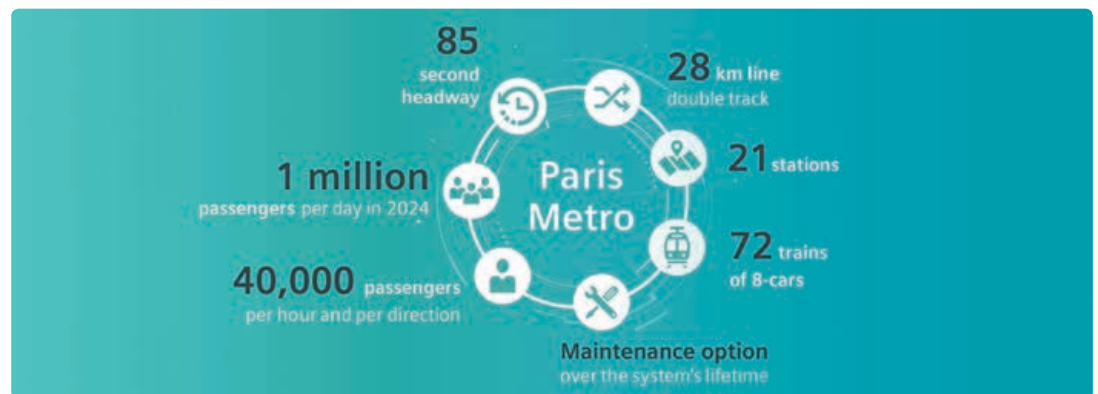 85
second
headway
28 km line
double track
21 stations
1 million
passengers per day in 2024
Paris
Metro
72 trains
of 8-cars
40,000 passengers
per hour and per direction
Maintenance option
over the system's lifetime